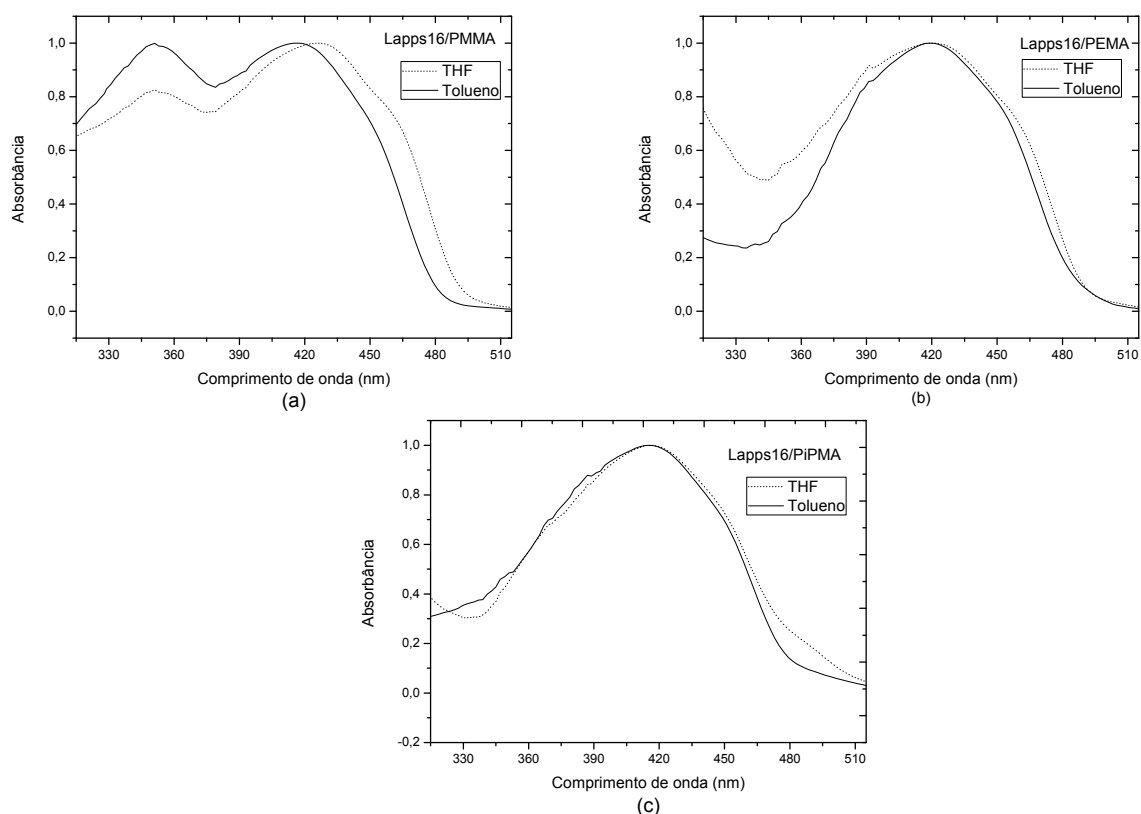 Lapps16/PMMA
THF
Tolueno
1,0
0,8
0,6
0,4
0,2
0,0
Absorbância
330 360 390 420 450 480 510
Comprimento de onda (nm)
(a)
Lapps16/PEMA
THF
Tolueno
1,0
0,8
0,6
0,4
0,2
0,0
Absorbância
330 360 390 420 450 480 510
Comprimento de onda (nm)
(b)
Lapps16/PiPMA
THF
Tolueno
1,0
0,8
0,6
0,4
0,2
0,0
-0,2
Absorbância
330 360 390 420 450 480 510
Comprimento de onda (nm)
(c)